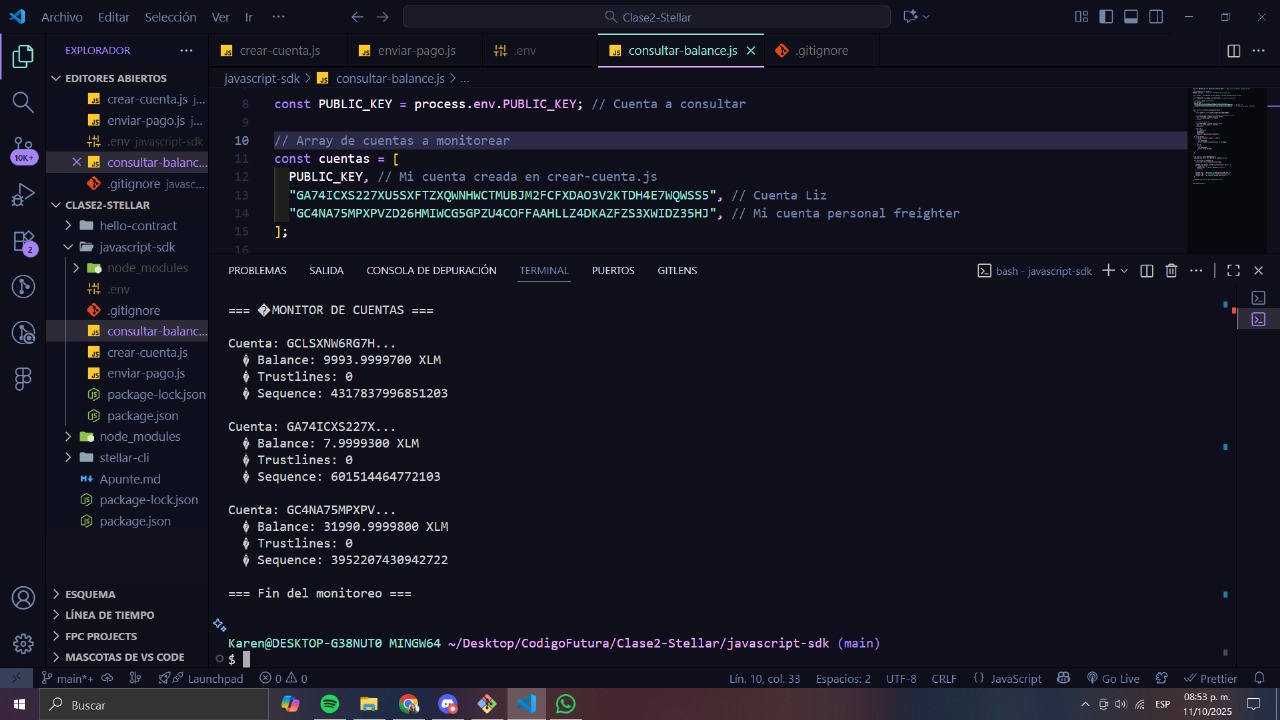 Archivo Editar Selección Ver Ir ··· Clase2-Stellar
EXPLORADOR ···
EDITORES ABIERTOS
crear-cuenta.js j...
enviar-pago.js j...
.env javascript-sdk
consultar-balanc...
.gitignore javasc...
CLASE2-STELLAR
hello-contract
javascript-sdk
node_modules
.env
.gitignore
consultar-balanc...
crear-cuenta.js
enviar-pago.js
package-lock.json
package.json
node_modules
stellar-cli
Apunte.md
package-lock.json
package.json
ESQUEMA
LÍNEA DE TIEMPO
FPC PROJECTS
MASCOTAS DE VS CODE
10K+
2
crear-cuenta.js enviar-pago.js .env consultar-balance.js .gitignore
javascript-sdk > consultar-balance.js > ...
8 const PUBLIC_KEY = process.env.PUBLIC_KEY; // Cuenta a consultar
9
10 // Array de cuentas a monitorear
11 const cuentas = [
12 PUBLIC_KEY, // Mi cuenta creada en crear-cuenta.js
13 "GA74ICXS227XU5SXFTZXQWNHWCTMUBJM2FCFXDAO3V2KTDH4E7WQWSS5", // Cuenta Liz
14 "GC4NA75MPXPVZD26HMIWCG5GPZU4COFFAAHLLZ4DKAZFZS3XWIDZ35HJ", // Mi cuenta personal freighter
15 ];
16
PROBLEMAS SALIDA CONSOLA DE DEPURACIÓN TERMINAL PUERTOS GITLENS bash - javascript-sdk
=== �MONITOR DE CUENTAS ===
Cuenta: GCLSXNW6RG7H...
� Balance: 9993.9999700 XLM
� Trustlines: 0
� Sequence: 4317837996851203
Cuenta: GA74ICXS227X...
� Balance: 7.9999300 XLM
� Trustlines: 0
� Sequence: 601514464772103
Cuenta: GC4NA75MPXPV...
� Balance: 31990.9999800 XLM
� Trustlines: 0
� Sequence: 3952207430942722
=== Fin del monitoreo ===
Karen@DESKTOP-G38NUT0 MINGW64 ~/Desktop/CodigoFutura/Clase2-Stellar/javascript-sdk (main)
$
main*+ Launchpad 0 0 Lín. 10, col. 33 Espacios: 2 UTF-8 CRLF {} JavaScript Go Live Prettier
Buscar ESP 08:53 p. m.
11/10/2025